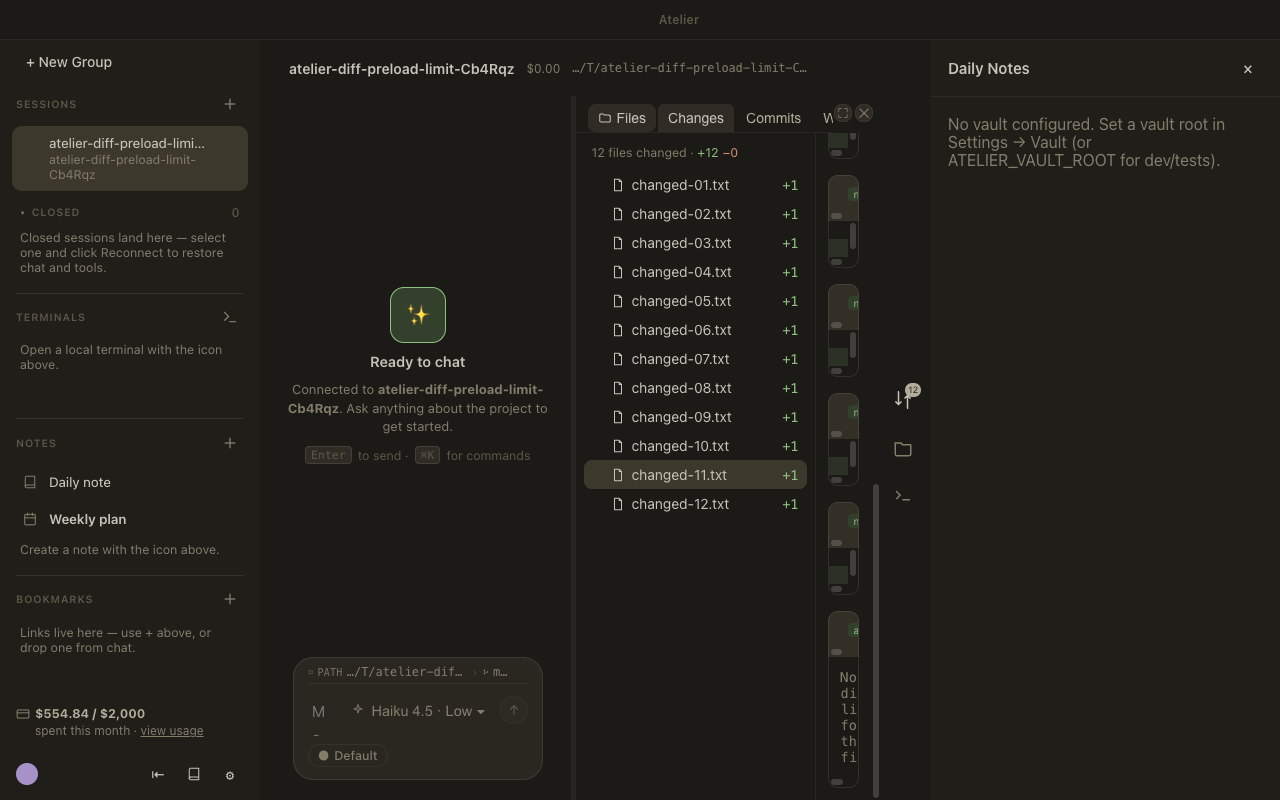 Atelier
+ New Group
SESSIONS
atelier-diff-preload-limi...
atelier-diff-preload-limit-
Cb4Rqz
CLOSED 0
Closed sessions land here — select
one and click Reconnect to restore
chat and tools.
TERMINALS
Open a local terminal with the icon
above.
NOTES
Daily note
Weekly plan
Create a note with the icon above.
BOOKMARKS
Links live here — use + above, or
drop one from chat.
$554.84 / $2,000
spent this month · view usage
atelier-diff-preload-limit-Cb4Rqz $0.00 …/T/atelier-diff-preload-limit-C…
Ready to chat
Connected to atelier-diff-preload-limit-
Cb4Rqz. Ask anything about the project to
get started.
Enter to send · ⌘K for commands
PATH …/T/atelier-dif… › m…
M
Haiku 4.5 · Low
Default
Files Changes Commits W
12 files changed · +12 −0
changed-01.txt +1
changed-02.txt +1
changed-03.txt +1
changed-04.txt +1
changed-05.txt +1
changed-06.txt +1
changed-07.txt +1
changed-08.txt +1
changed-09.txt +1
changed-10.txt +1
changed-11.txt +1
changed-12.txt +1
No
di
li
fo
th
fi
12
Daily Notes ×
No vault configured. Set a vault root in
Settings → Vault (or
ATELIER_VAULT_ROOT for dev/tests).